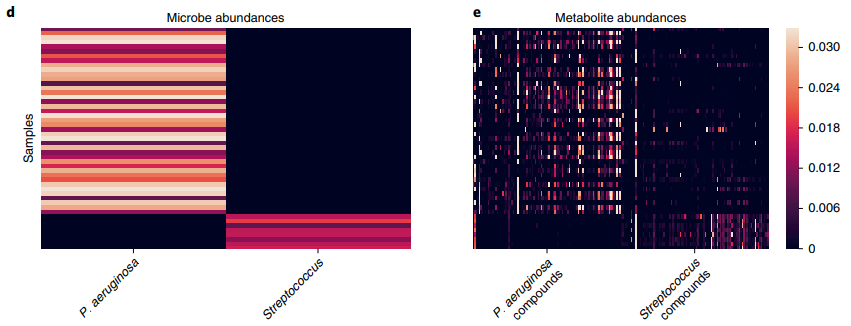 d
Microbe abundances
Samples
P. aeruginosa
Streptococcus
e
Metabolite abundances
P. aeruginosa
compounds
Streptococcus
compounds
0.030
0.024
0.018
0.012
0.006
0